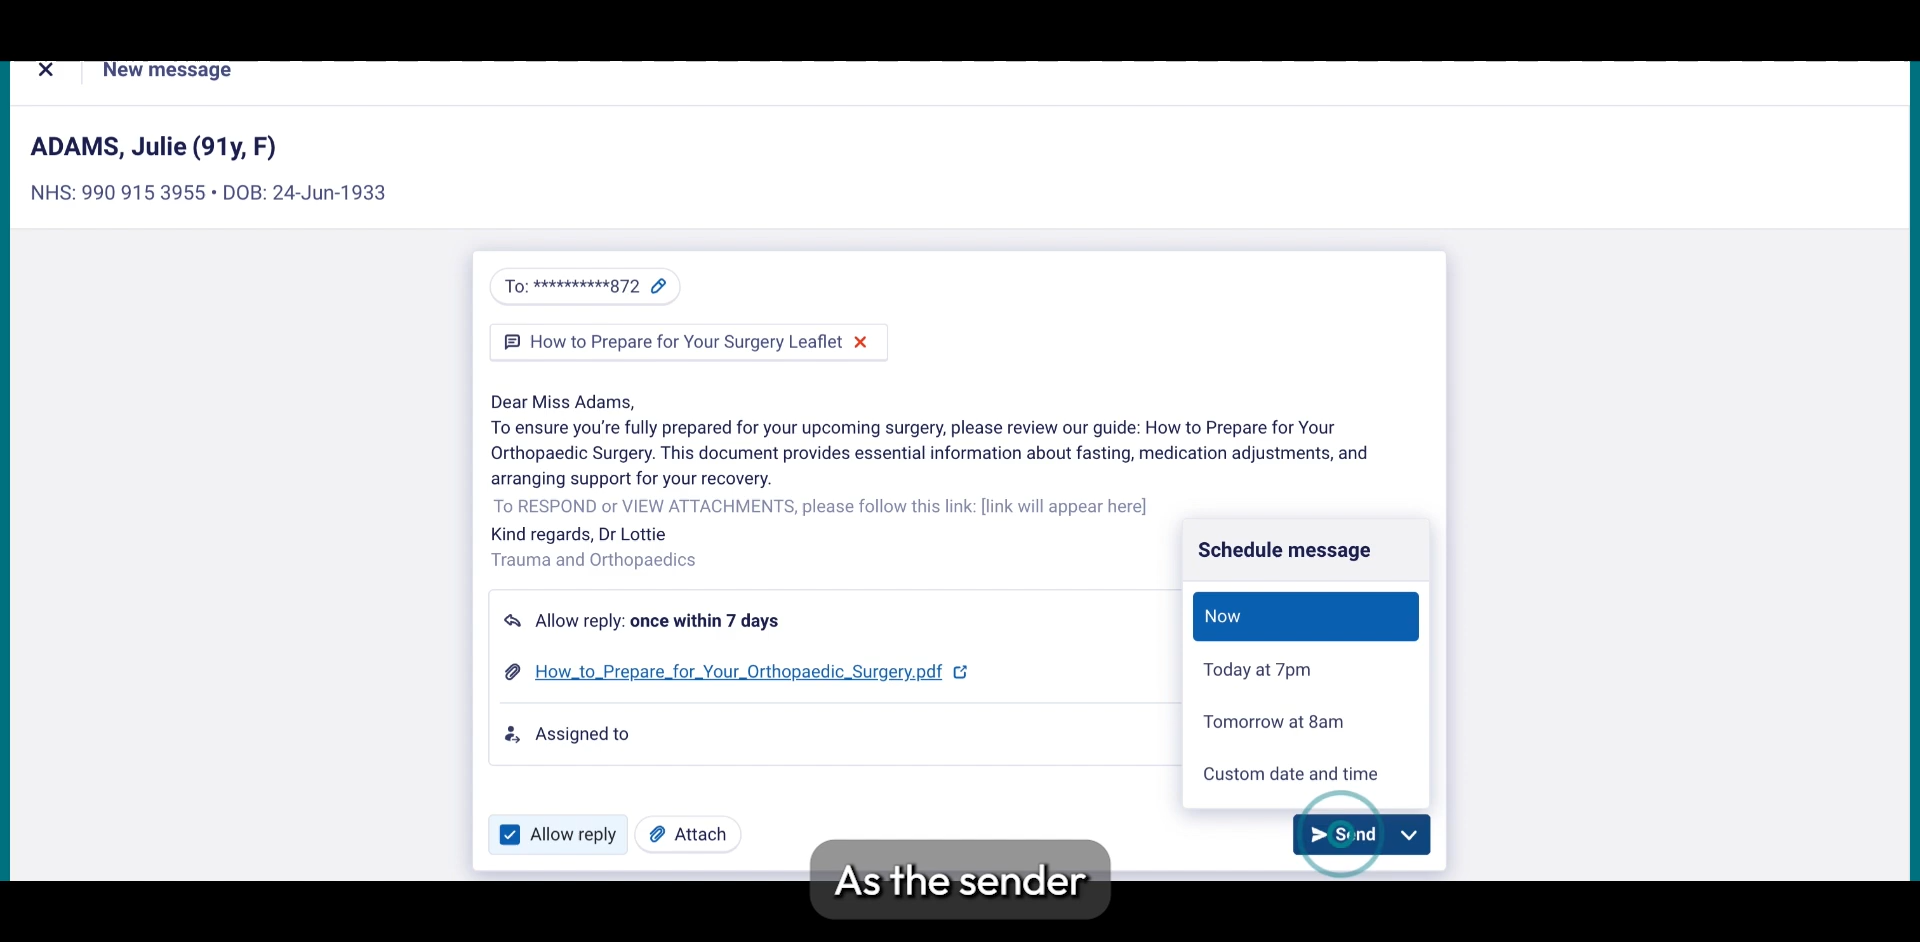 New message
ADAMS, Julie (91y, F)
NHS: 990 915 3955 • DOB: 24-Jun-1933
To: **********872
How to Prepare for Your Surgery Leaflet
Dear Miss Adams,
To ensure you’re fully prepared for your upcoming surgery, please review our guide: How to Prepare for Your
Orthopaedic Surgery. This document provides essential information about fasting, medication adjustments, and
arranging support for your recovery.
To RESPOND or VIEW ATTACHMENTS, please follow this link: [link will appear here]
Kind regards, Dr Lottie
Trauma and Orthopaedics
Allow reply: once within 7 days
How_to_Prepare_for_Your_Orthopaedic_Surgery.pdf
Assigned to
Schedule message
Now
Today at 7pm
Tomorrow at 8am
Custom date and time
Allow reply
Attach
Send
As the sender